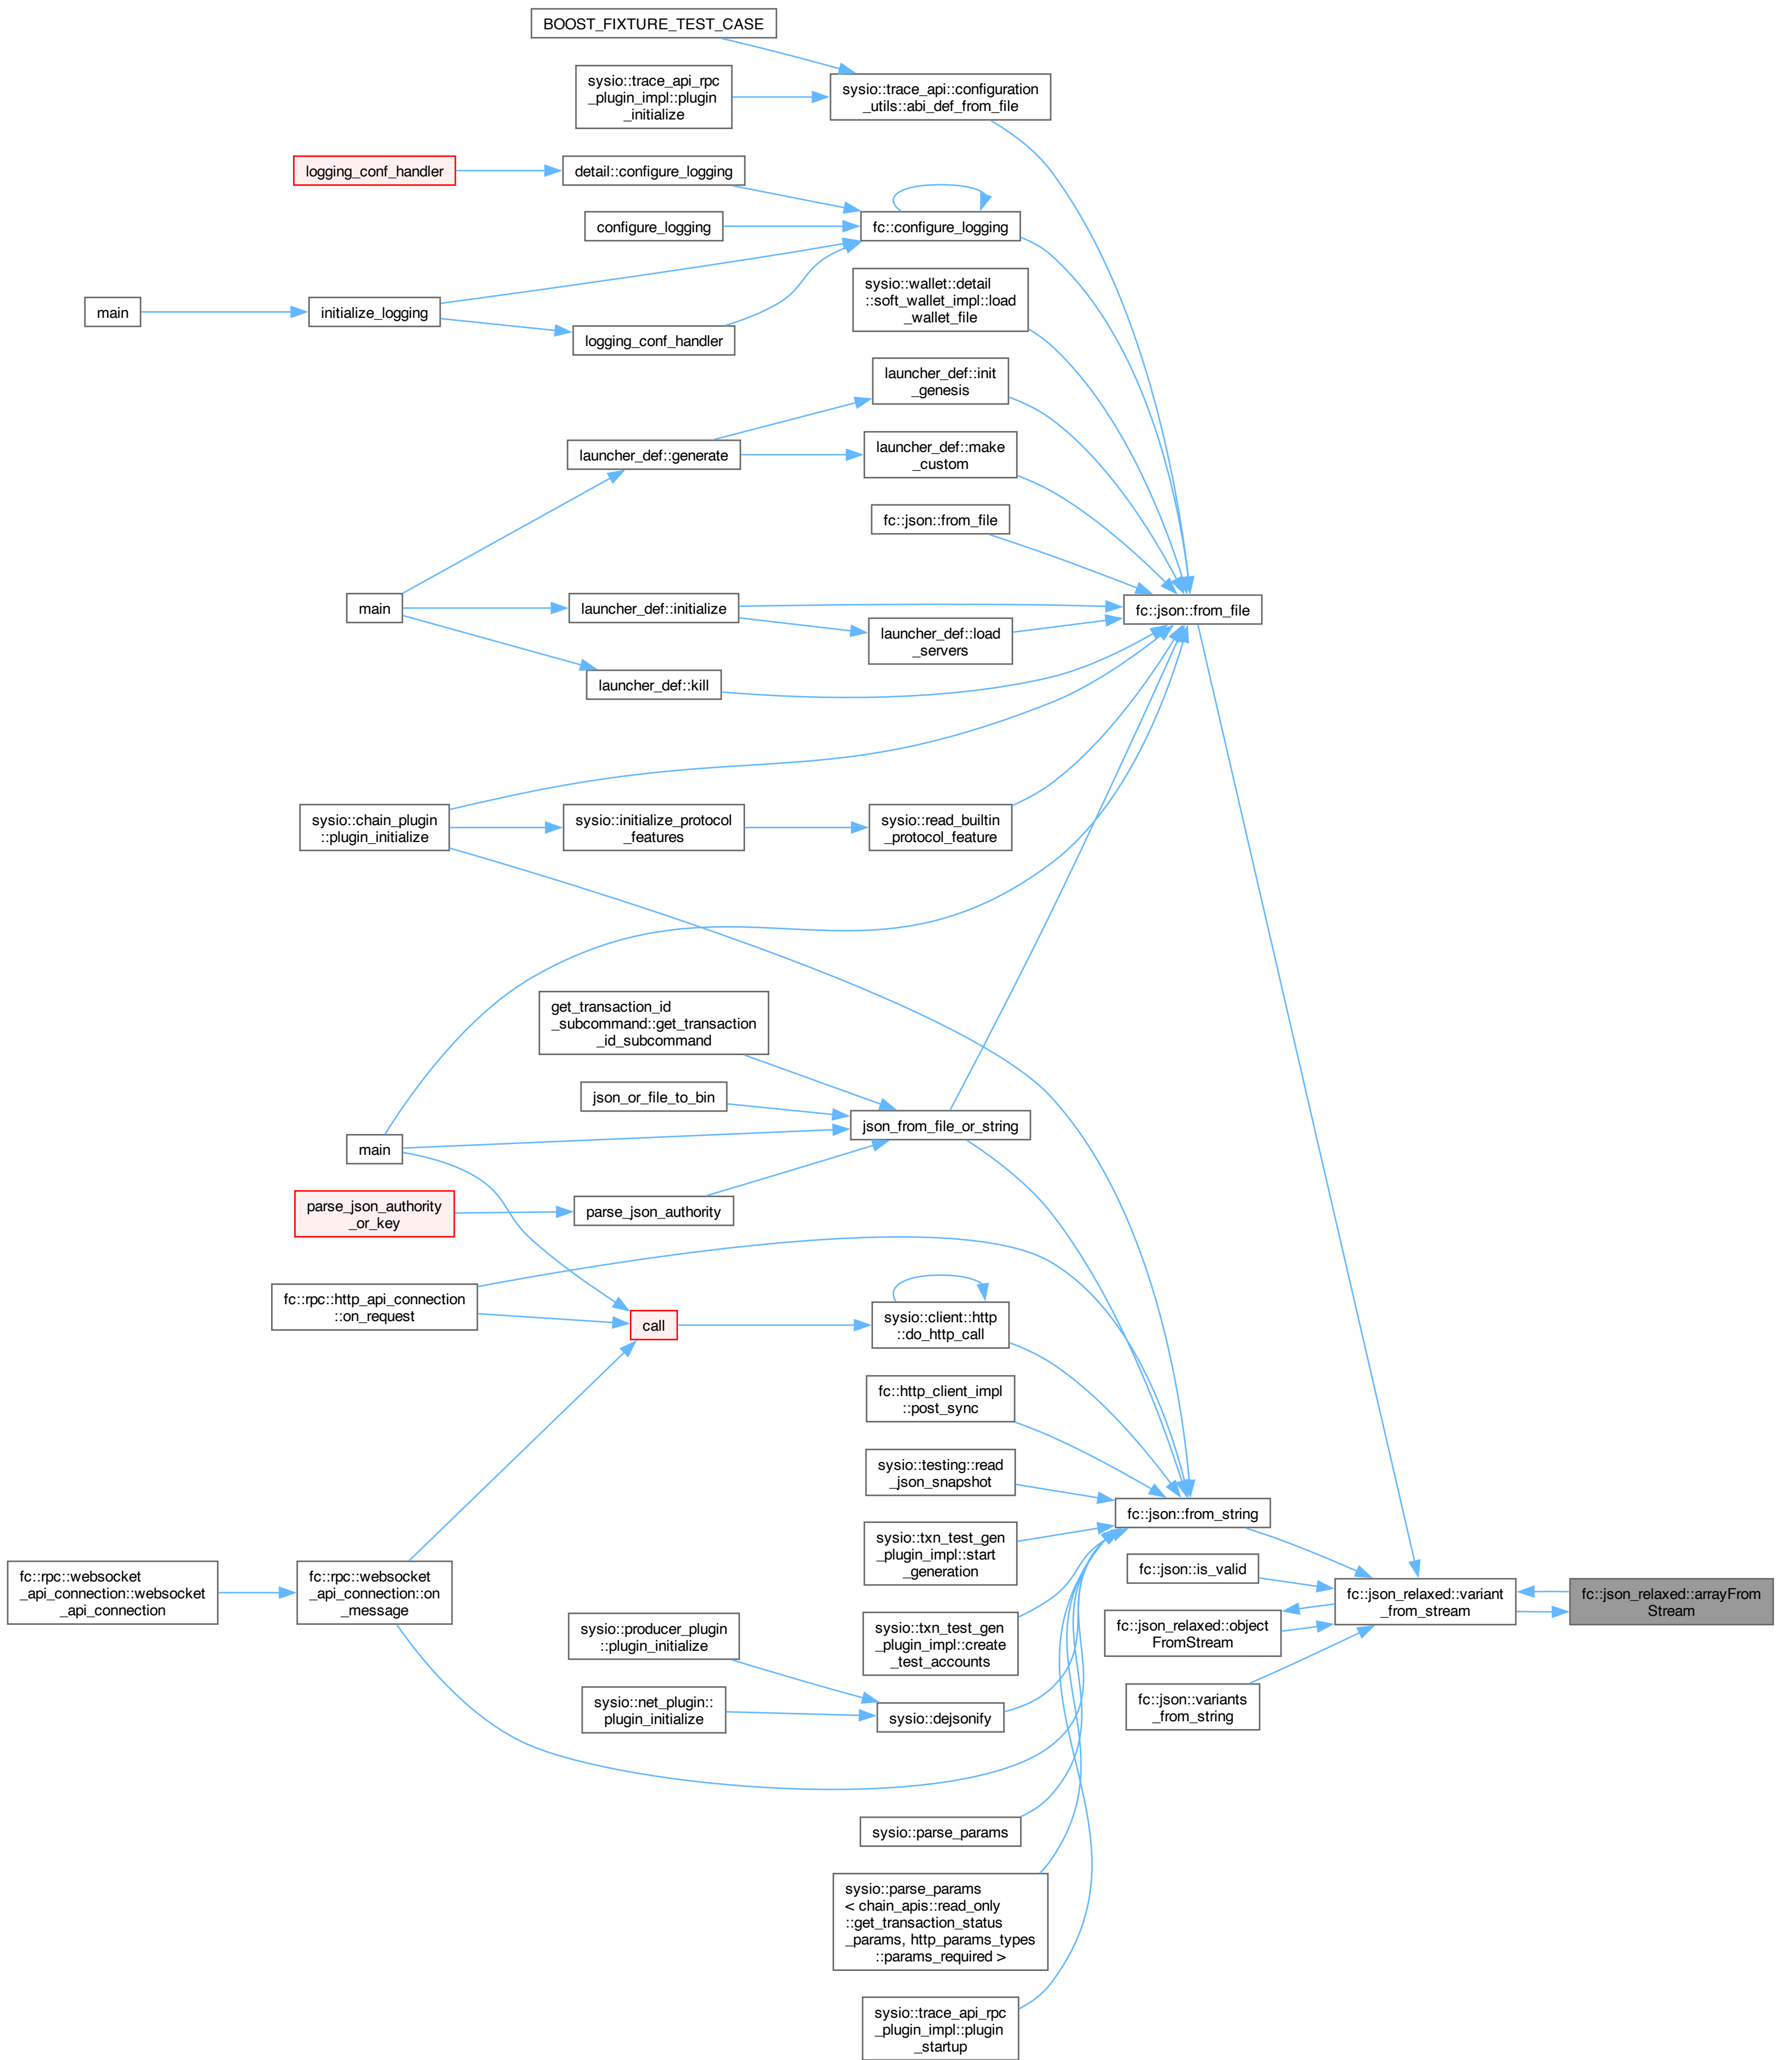 BOOST_FIXTURE_TEST_CASE
sysio::trace_api_rpc
_plugin_impl::plugin
_initialize
sysio::trace_api::configuration
_utils::abi_def_from_file
logging_conf_handler
detail::configure_logging
configure_logging
fc::configure_logging
main
initialize_logging
logging_conf_handler
sysio::wallet::detail
::soft_wallet_impl::load
_wallet_file
launcher_def::init
_genesis
launcher_def::generate
launcher_def::make
_custom
fc::json::from_file
main
launcher_def::initialize
launcher_def::load
_servers
fc::json::from_file
launcher_def::kill
sysio::chain_plugin
::plugin_initialize
sysio::initialize_protocol
_features
sysio::read_builtin
_protocol_feature
get_transaction_id
_subcommand::get_transaction
_id_subcommand
json_or_file_to_bin
json_from_file_or_string
main
parse_json_authority
_or_key
parse_json_authority
fc::rpc::http_api_connection
::on_request
call
sysio::client::http
::do_http_call
fc::http_client_impl
::post_sync
sysio::testing::read
_json_snapshot
fc::json::from_string
sysio::txn_test_gen
_plugin_impl::start
_generation
fc::rpc::websocket
_api_connection::websocket
_api_connection
fc::rpc::websocket
_api_connection::on
_message
fc::json::is_valid
fc::json_relaxed::variant
_from_stream
fc::json_relaxed::arrayFrom
Stream
fc::json_relaxed::object
FromStream
sysio::txn_test_gen
_plugin_impl::create
_test_accounts
sysio::producer_plugin
::plugin_initialize
fc::json::variants
_from_string
sysio::net_plugin::
plugin_initialize
sysio::dejsonify
sysio::parse_params
sysio::parse_params
< chain_apis::read_only
::get_transaction_status
_params, http_params_types
::params_required >
sysio::trace_api_rpc
_plugin_impl::plugin
_startup